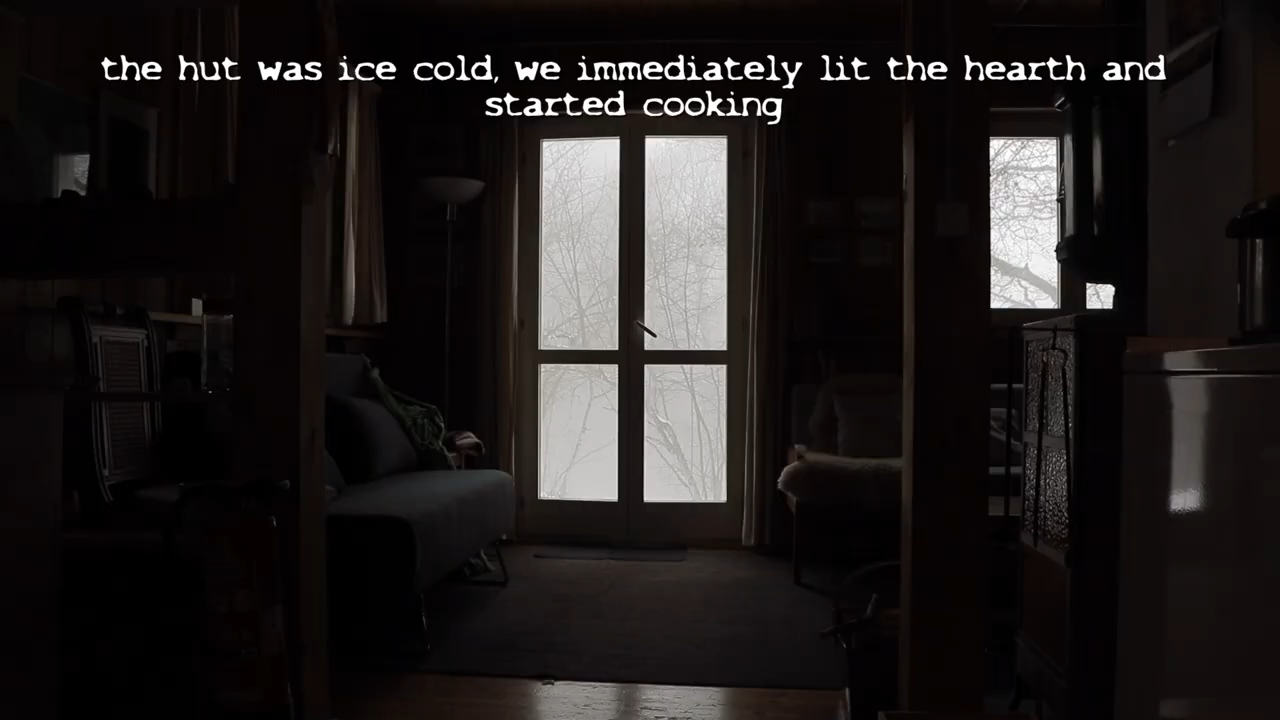 the hut was ice cold, we immediately lit the hearth and
started cooking